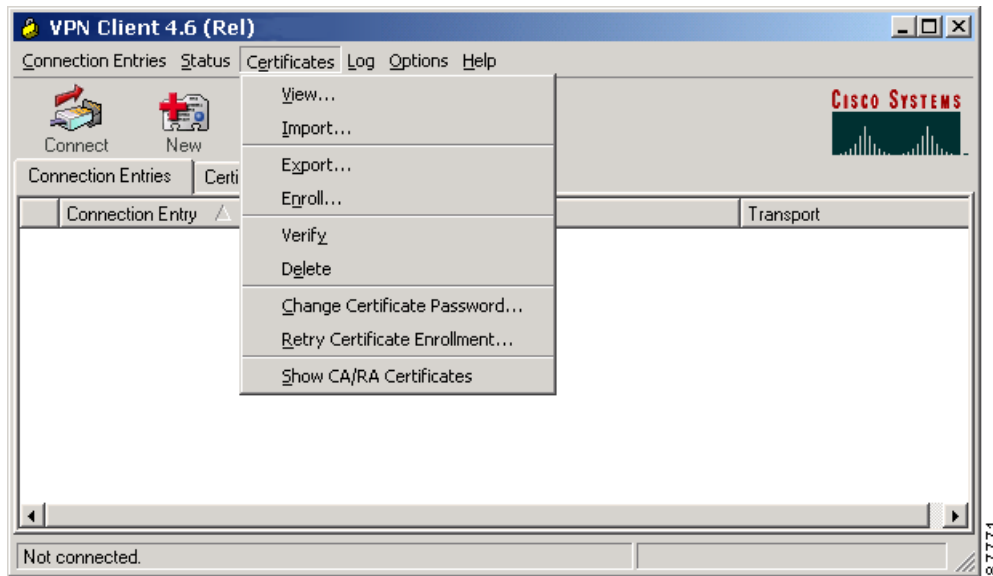 VPN Client 4.6 (Rel)
Connection Entries Status Certificates Log Options Help
View...
Import...
Export...
Enroll...
Verify
Delete
Change Certificate Password...
Retry Certificate Enrollment...
Show CA/RA Certificates
Connect New
CISCO SYSTEMS
Connection Entries Certi
Connection Entry Transport
Not connected.
87771